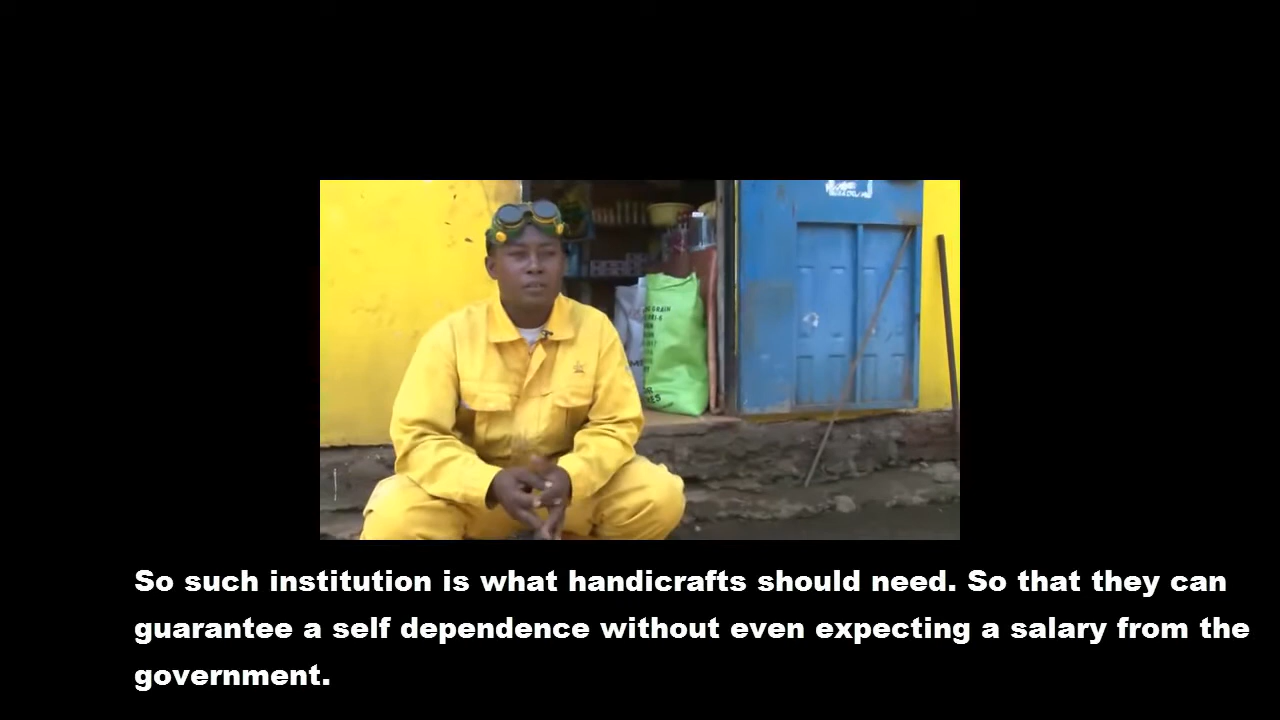 GRAIN
So such institution is what handicrafts should need. So that they can
guarantee a self dependence without even expecting a salary from the
government.